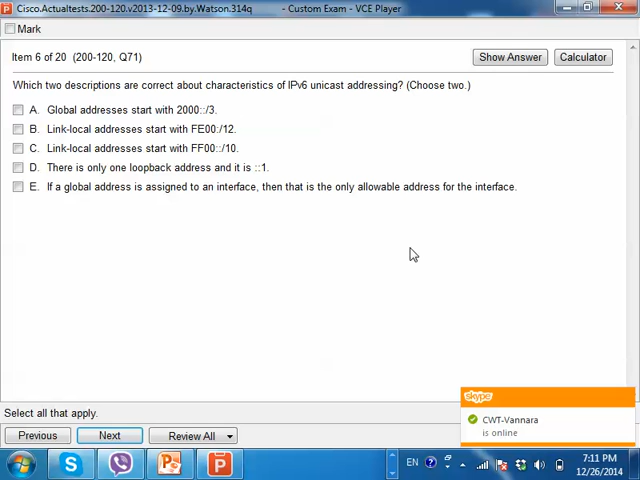 Cisco.Actualtests.200-120.v2013-12-09.by.Watson.314q - Custom Exam - VCE Player
Mark
Item 6 of 20 (200-120, Q71)
Show Answer
Calculator
Which two descriptions are correct about characteristics of IPv6 unicast addressing? (Choose two.)
A. Global addresses start with 2000::/3.
B. Link-local addresses start with FE00:/12.
C. Link-local addresses start with FF00::/10.
D. There is only one loopback address and it is ::1.
E. If a global address is assigned to an interface, then that is the only allowable address for the interface.
skype
CWT-Vannara
is online
Select all that apply.
Previous
Next
Review All
EN
7:11 PM
12/26/2014